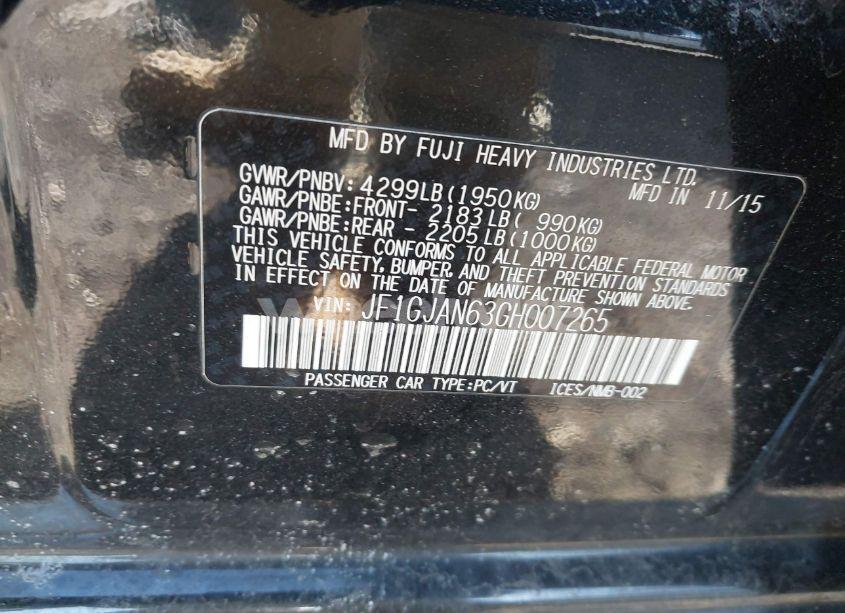 MFD BY FUJI HEAVY INDUSTRIES LTD.
GVWR/PNBV: 4299LB(1950KG) MFD IN 11/15
GAWR/PNBE:FRONT- 2183LB( 990KG)
GAWR/PNBE:REAR - 2205LB(1000KG)
THIS VEHICLE CONFORMS TO ALL APPLICABLE FEDERAL MOTOR
VEHICLE SAFETY, BUMPER, AND THEFT PREVENTION STANDARDS
IN EFFECT ON THE DATE OF MANUFACTURE SHOWN ABOVE.
VIN: JF1GJAN63GH007265
PASSENGER CAR TYPE:PC/VT ICES/NMB-002